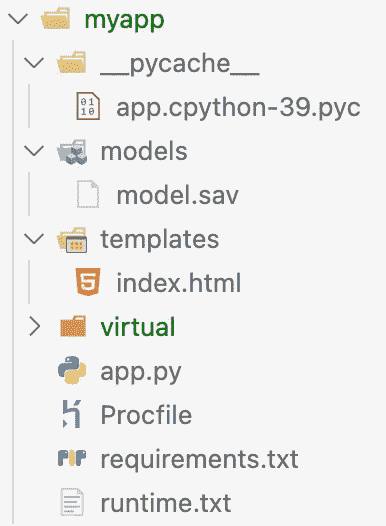 myapp
__pycache__
app.cpython-39.pyc
models
model.sav
templates
index.html
virtual
app.py
Procfile
requirements.txt
runtime.txt